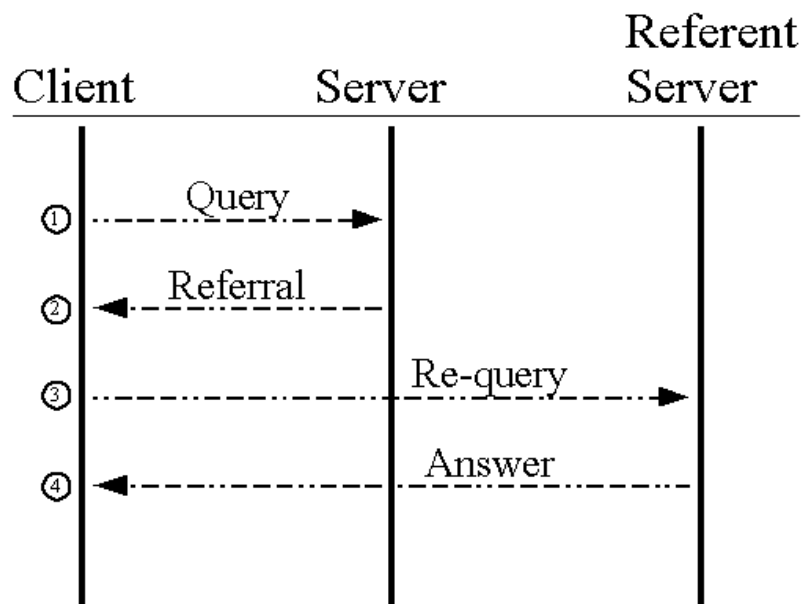 Referent
Client Server Server
Query
①
Referral
②
Re-query
③
Answer
④